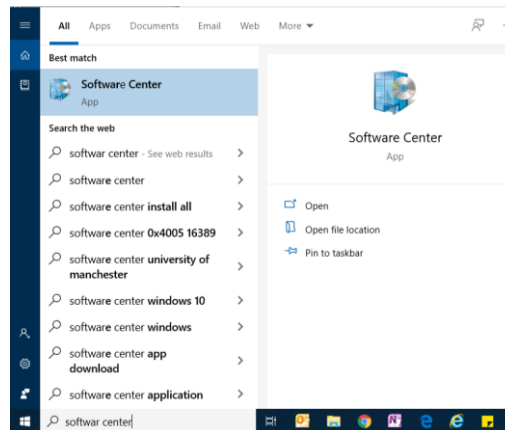 All Apps Documents Email Web More
Best match
Software Center
App
Search the web
softwar center - See web results
software center
software center install all
software center 0x4005 16389
software center university of
manchester
software center windows 10
software center windows
software center app
download
software center application
softwar center
Software Center
App
Open
Open file location
Pin to taskbar